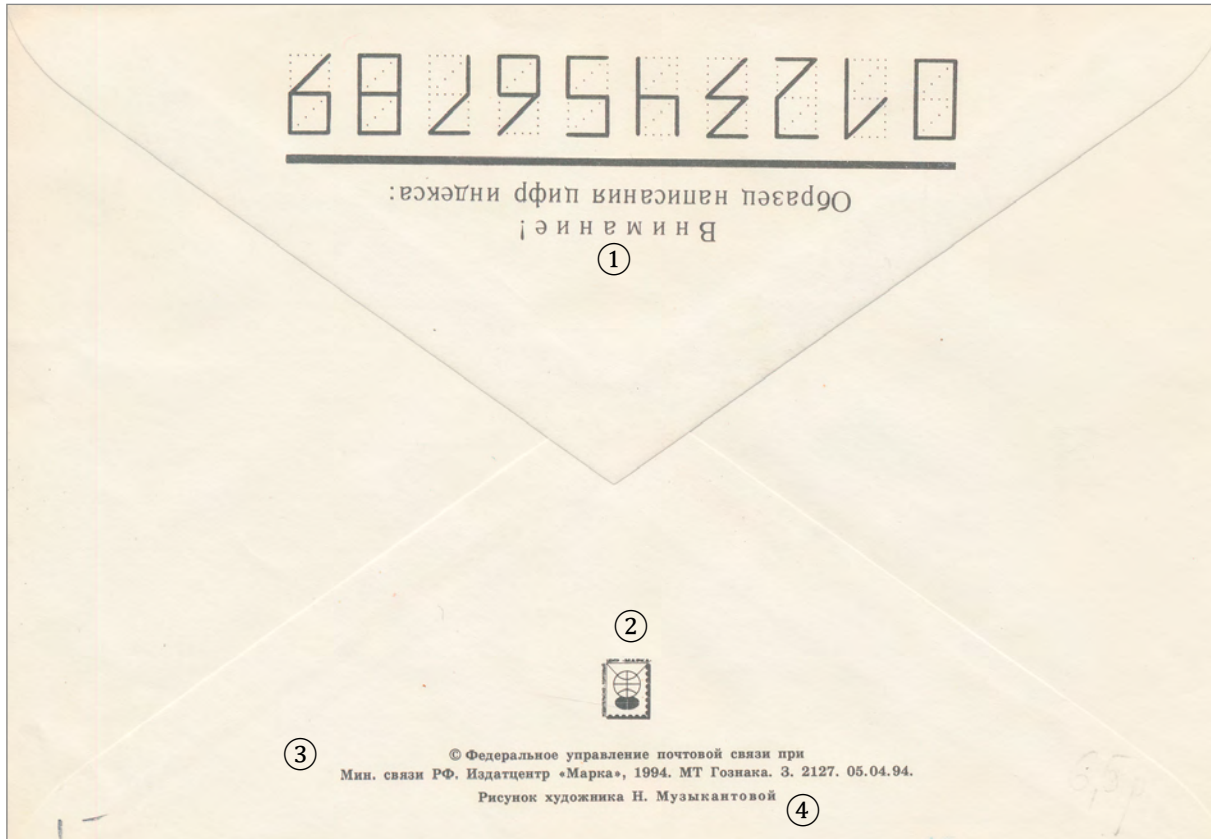 ①
Внимание!
Образец написания цифр индекса:
0123456789
②
③
© Федеральное управление почтовой связи при
Мин. связи РФ. Издатцентр «Марка», 1994. МТ Гознака. З. 2127. 05.04.94.
Рисунок художника Н. Музыкантовой ④